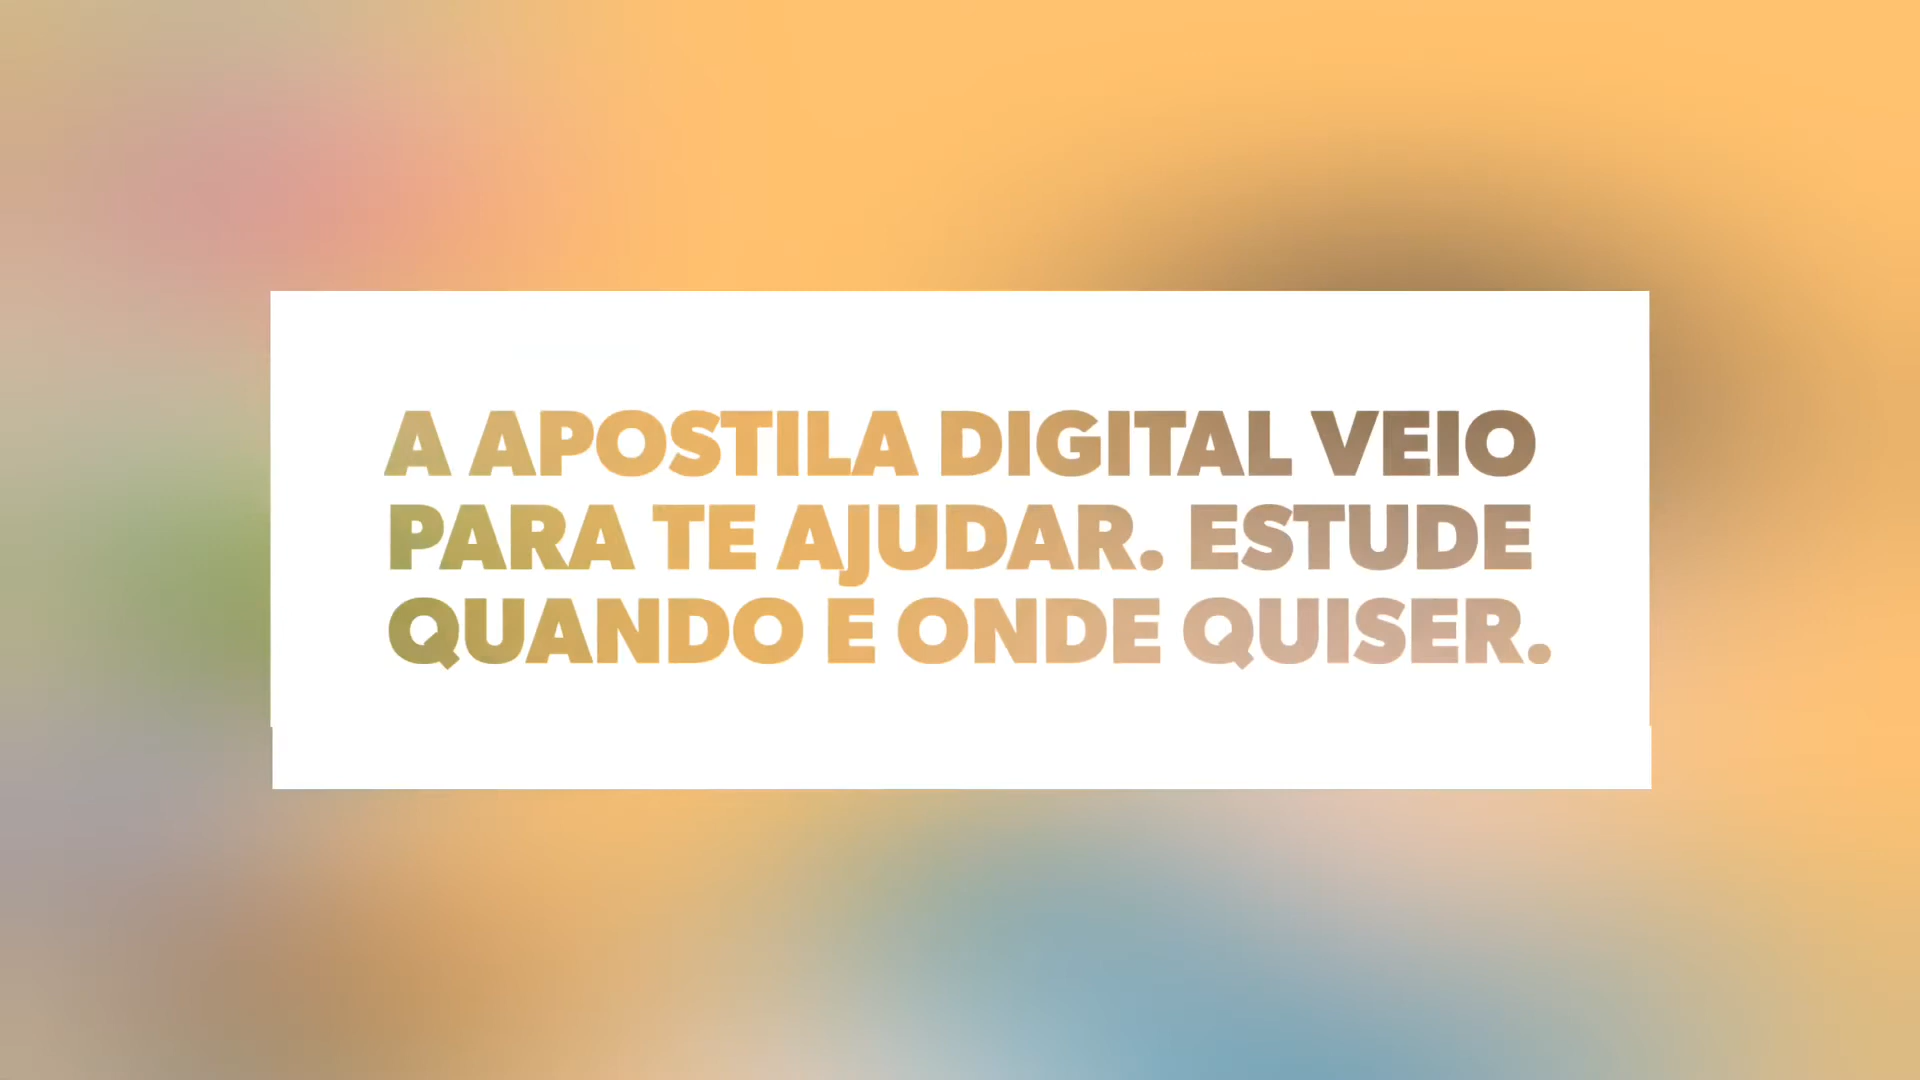 A APOSTILA DIGITAL VEIO
PARA TE AJUDAR. ESTUDE
QUANDO E ONDE QUISER.